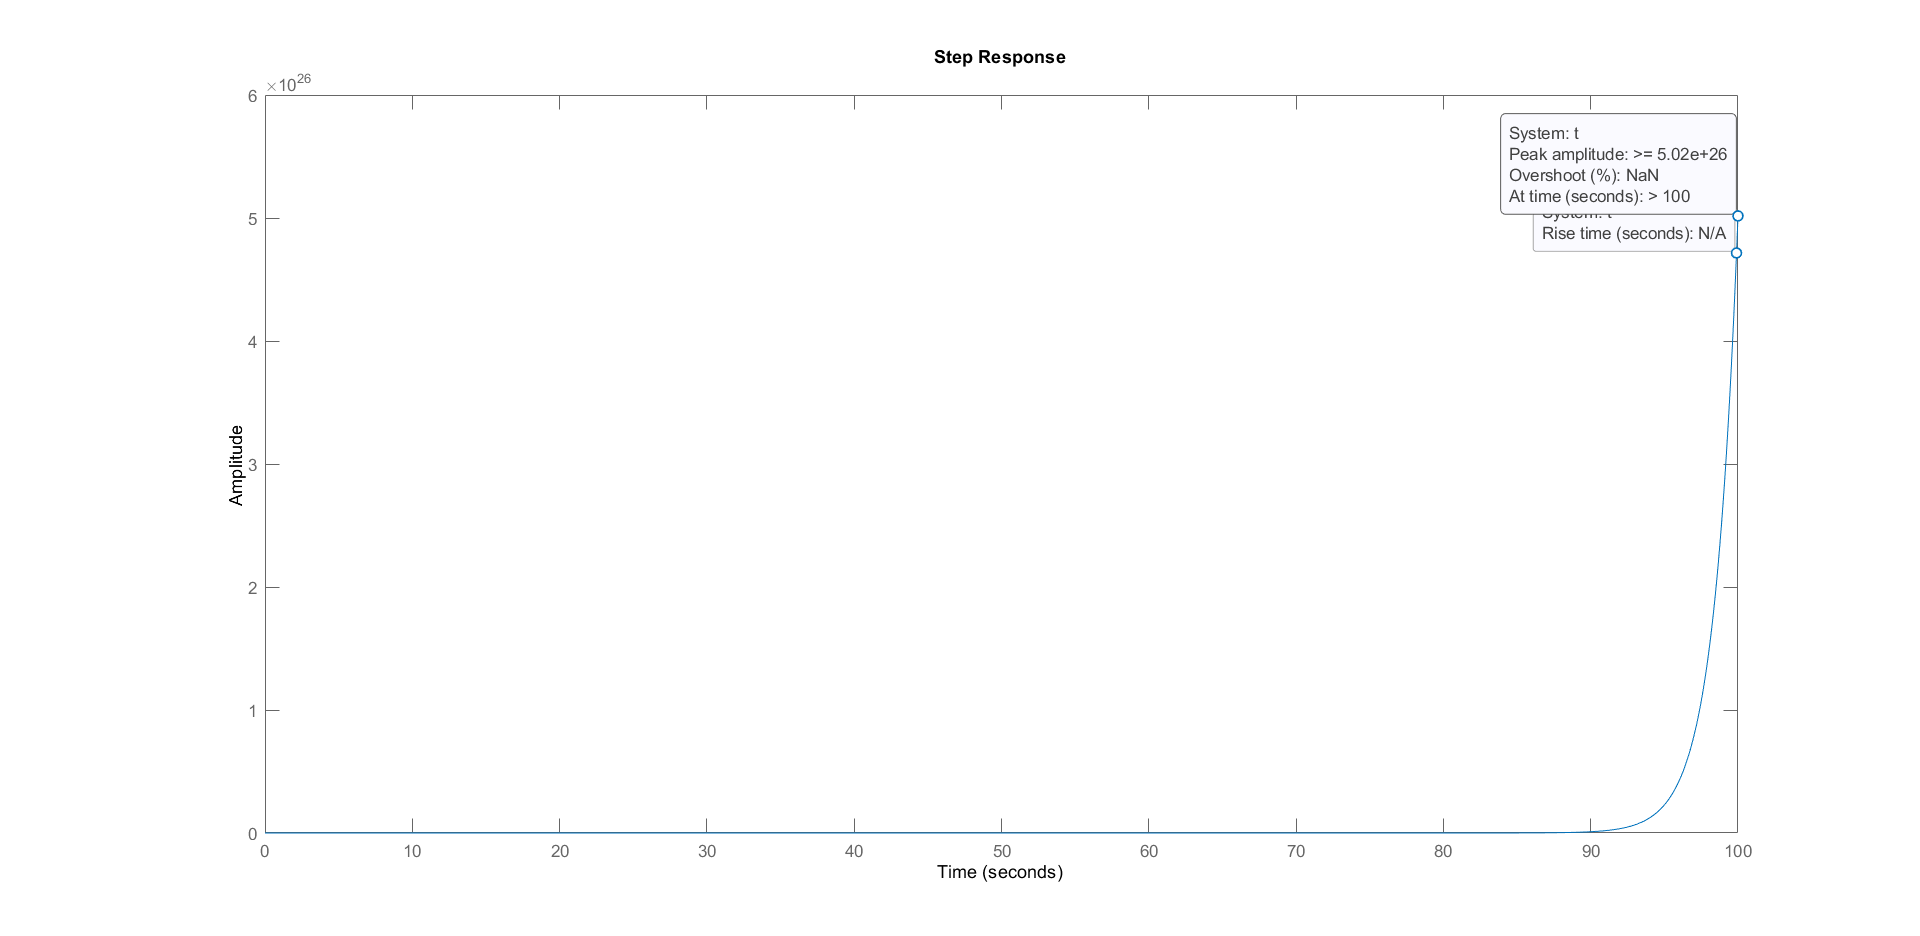 Step Response
×10^26
6
5
4
3
2
1
0
Amplitude
System: t
Peak amplitude: >= 5.02e+26
Overshoot (%): NaN
At time (seconds): > 100
System: t
Rise time (seconds): N/A
0 10 20 30 40 50 60 70 80 90 100
Time (seconds)